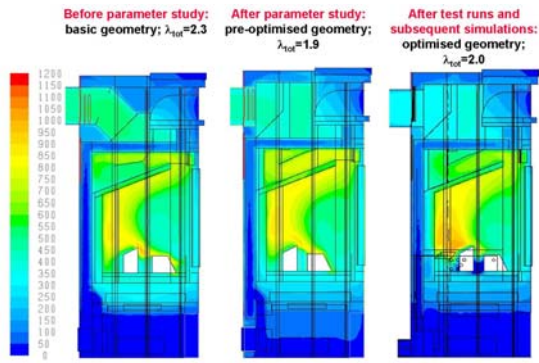 Before parameter study:
basic geometry; λtot=2.3
After parameter study:
pre-optimised geometry;
λtot=1.9
After test runs and
subsequent simulations:
optimised geometry;
λtot=2.0
1200
1150
1100
1050
1000
950
900
850
800
750
700
650
600
550
500
450
400
350
300
250
200
150
100
50
0